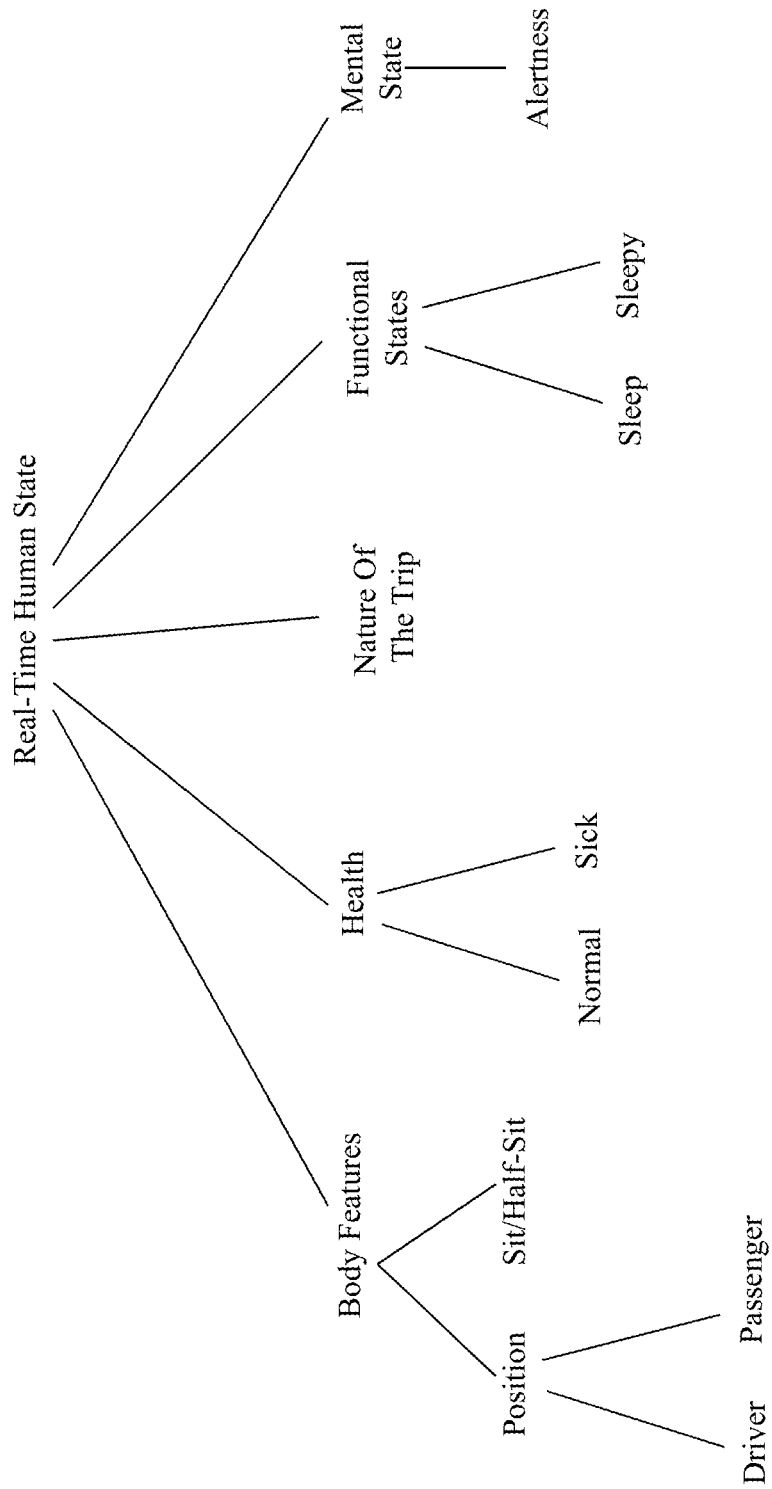 Real-Time Human State
Body Features
Health
Nature Of
The Trip
Functional
States
Mental
State
Position
Sit/Half-Sit
Normal
Sick
Sleep
Sleepy
Alertness
Driver
Passenger